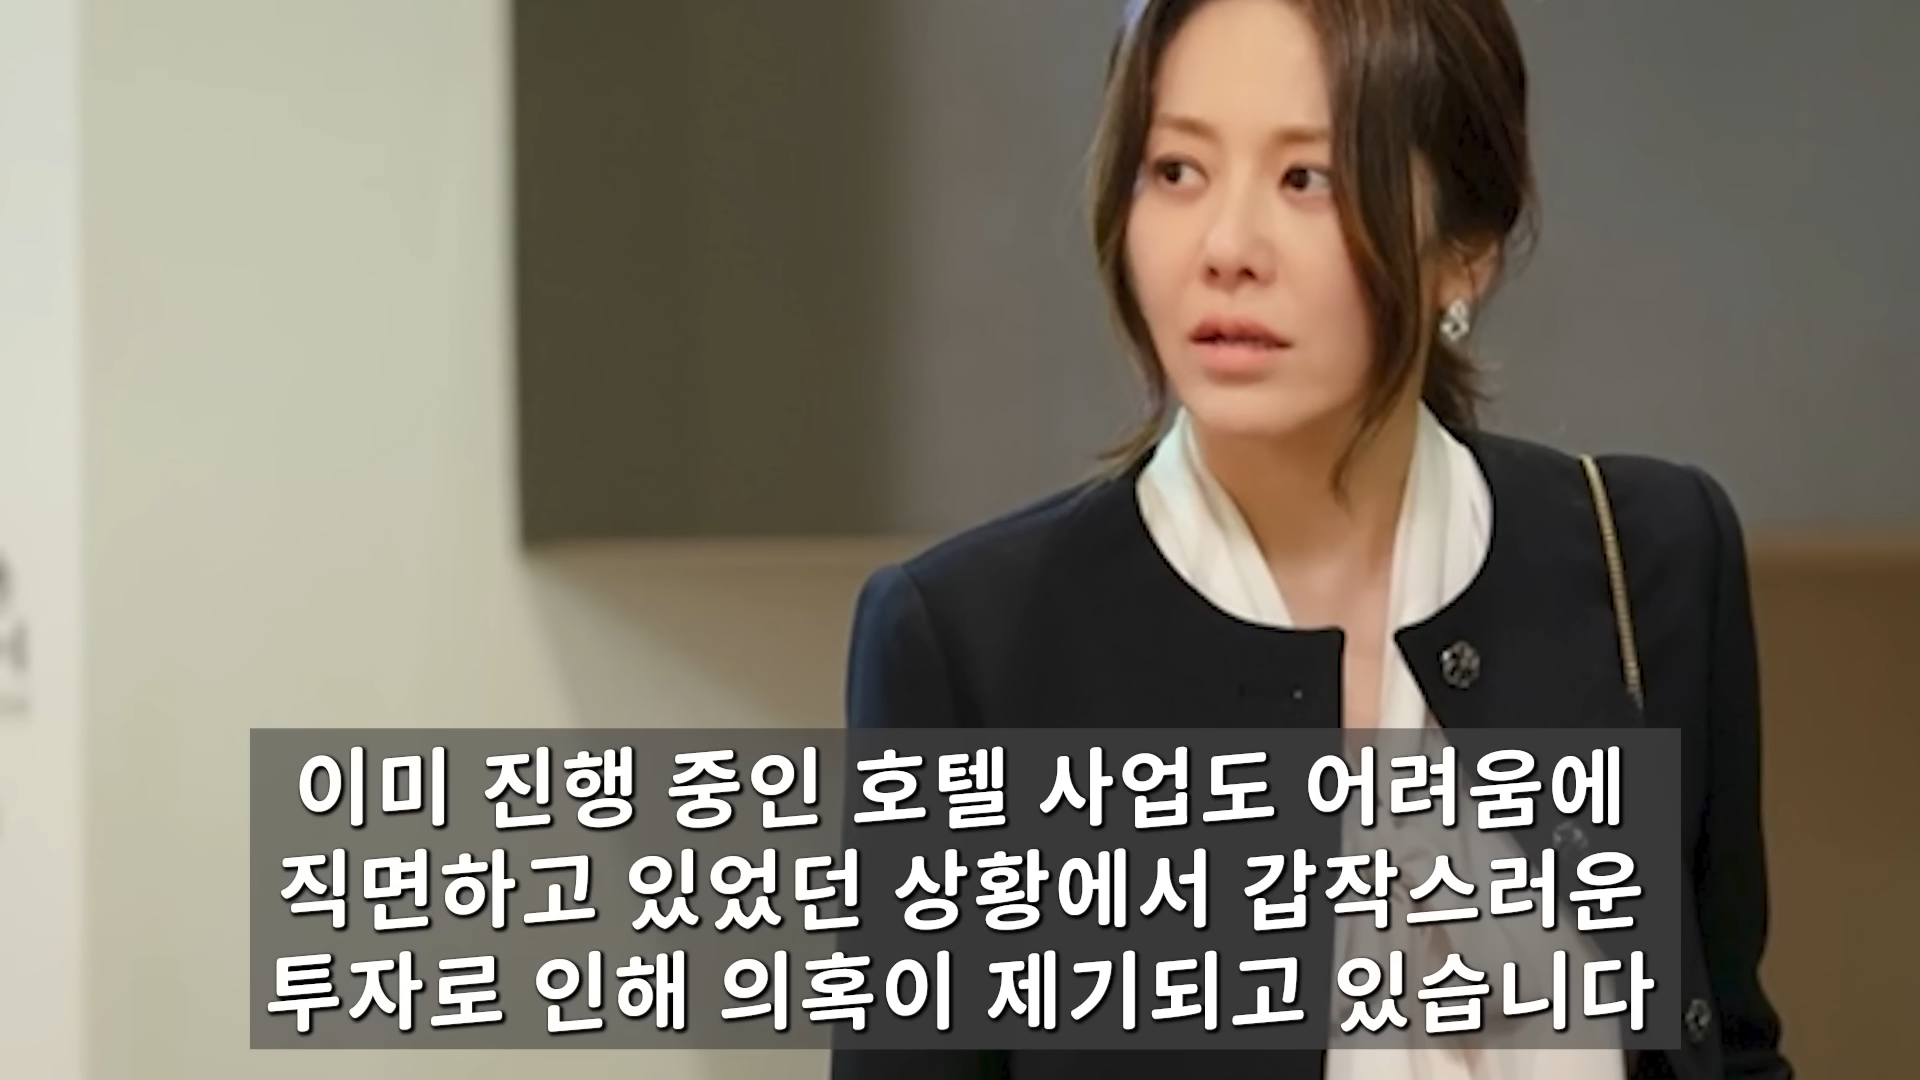 이미 진행 중인 호텔 사업도 어려움에
직면하고 있었던 상황에서 갑작스러운
투자로 인해 의혹이 제기되고 있습니다